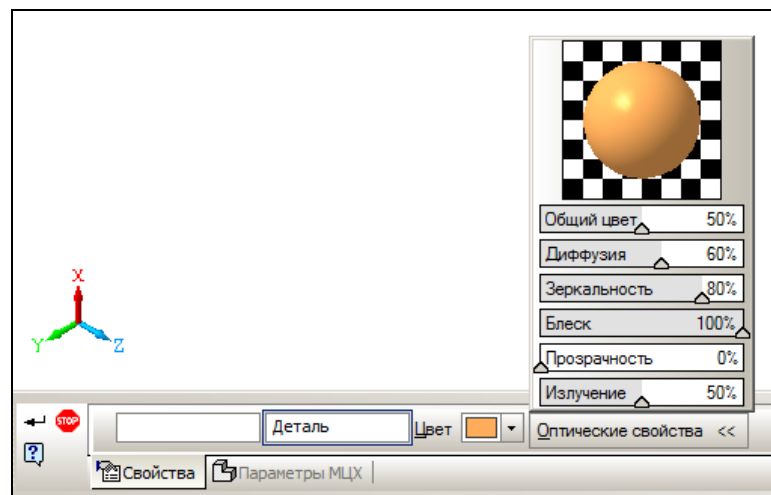 Общий цвет 50%
Диффузия 60%
Зеркальность 80%
Блеск 100%
Прозрачность 0%
Излучение 50%
X
Y
Z
STOP
Деталь Цвет Оптические свойства <<
?
Свойства Параметры МЦХ